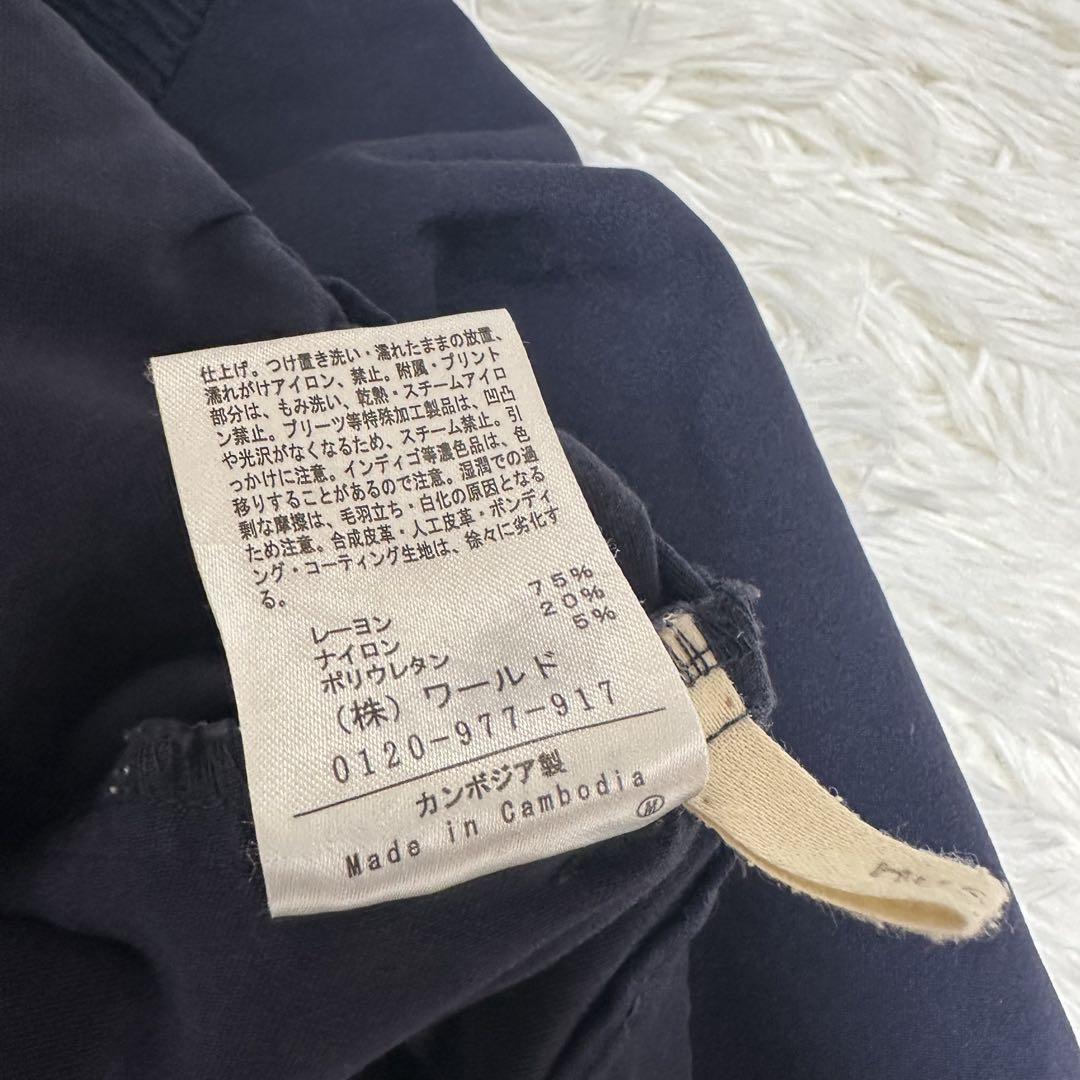 仕上げ。つけ置き洗い・濡れたままの放置、
濡れがけアイロン、禁止。附属・プリント
部分は、もみ洗い、乾熱・スチームアイロ
ン禁止。プリーツ等特殊加工製品は、凹凸
や光沢がなくなるため、スチーム禁止。引
っかけに注意。インディゴ等濃色品は、色
移りすることがあるので注意。湿潤での過
剰な摩擦は、毛羽立ち・白化の原因となる
ため注意。合成皮革・人工皮革・ボンディ
ング・コーティング生地は、徐々に劣化す
る。
レーヨン 75%
ナイロン 20%
ポリウレタン 5%
(株) ワールド
0120-977-917
カンボジア製
Made in Cambodia
M